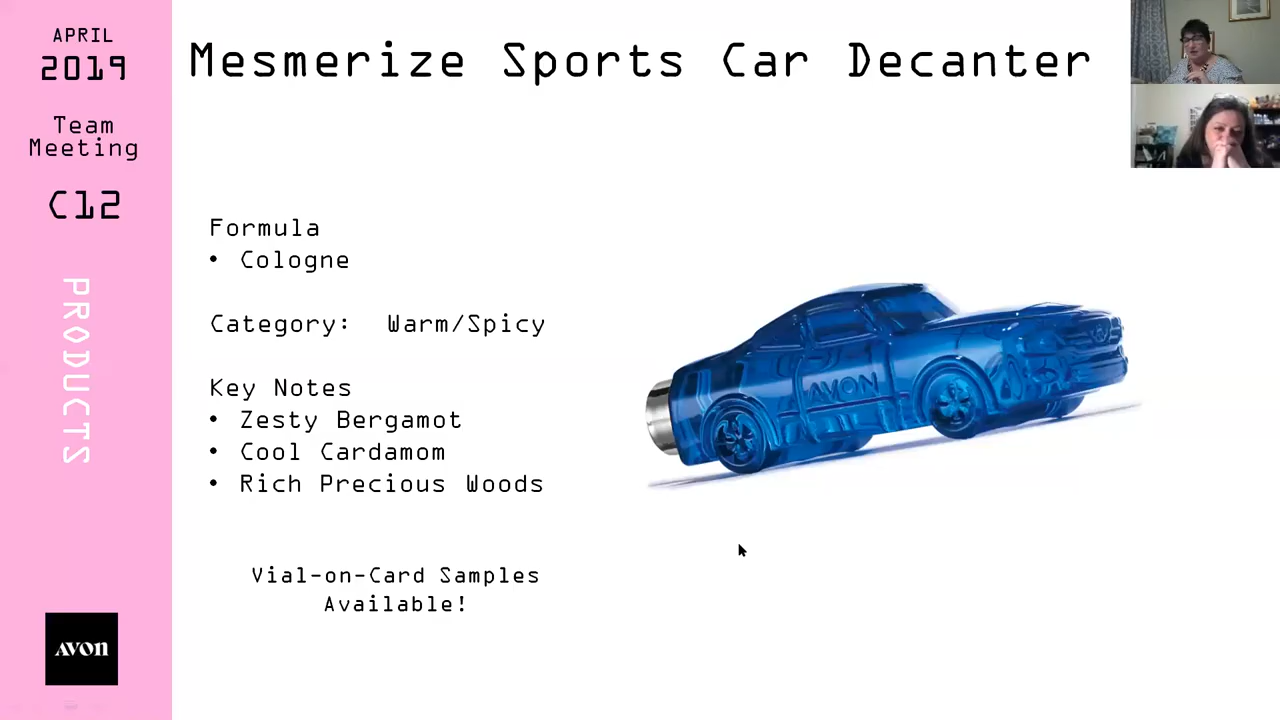 APRIL
2019
Team
Meeting
C12
PRODUCTS
AVON
Mesmerize Sports Car Decanter
Formula
• Cologne
Category: Warm/Spicy
Key Notes
• Zesty Bergamot
• Cool Cardamom
• Rich Precious Woods
Vial-on-Card Samples
Available!
AVON